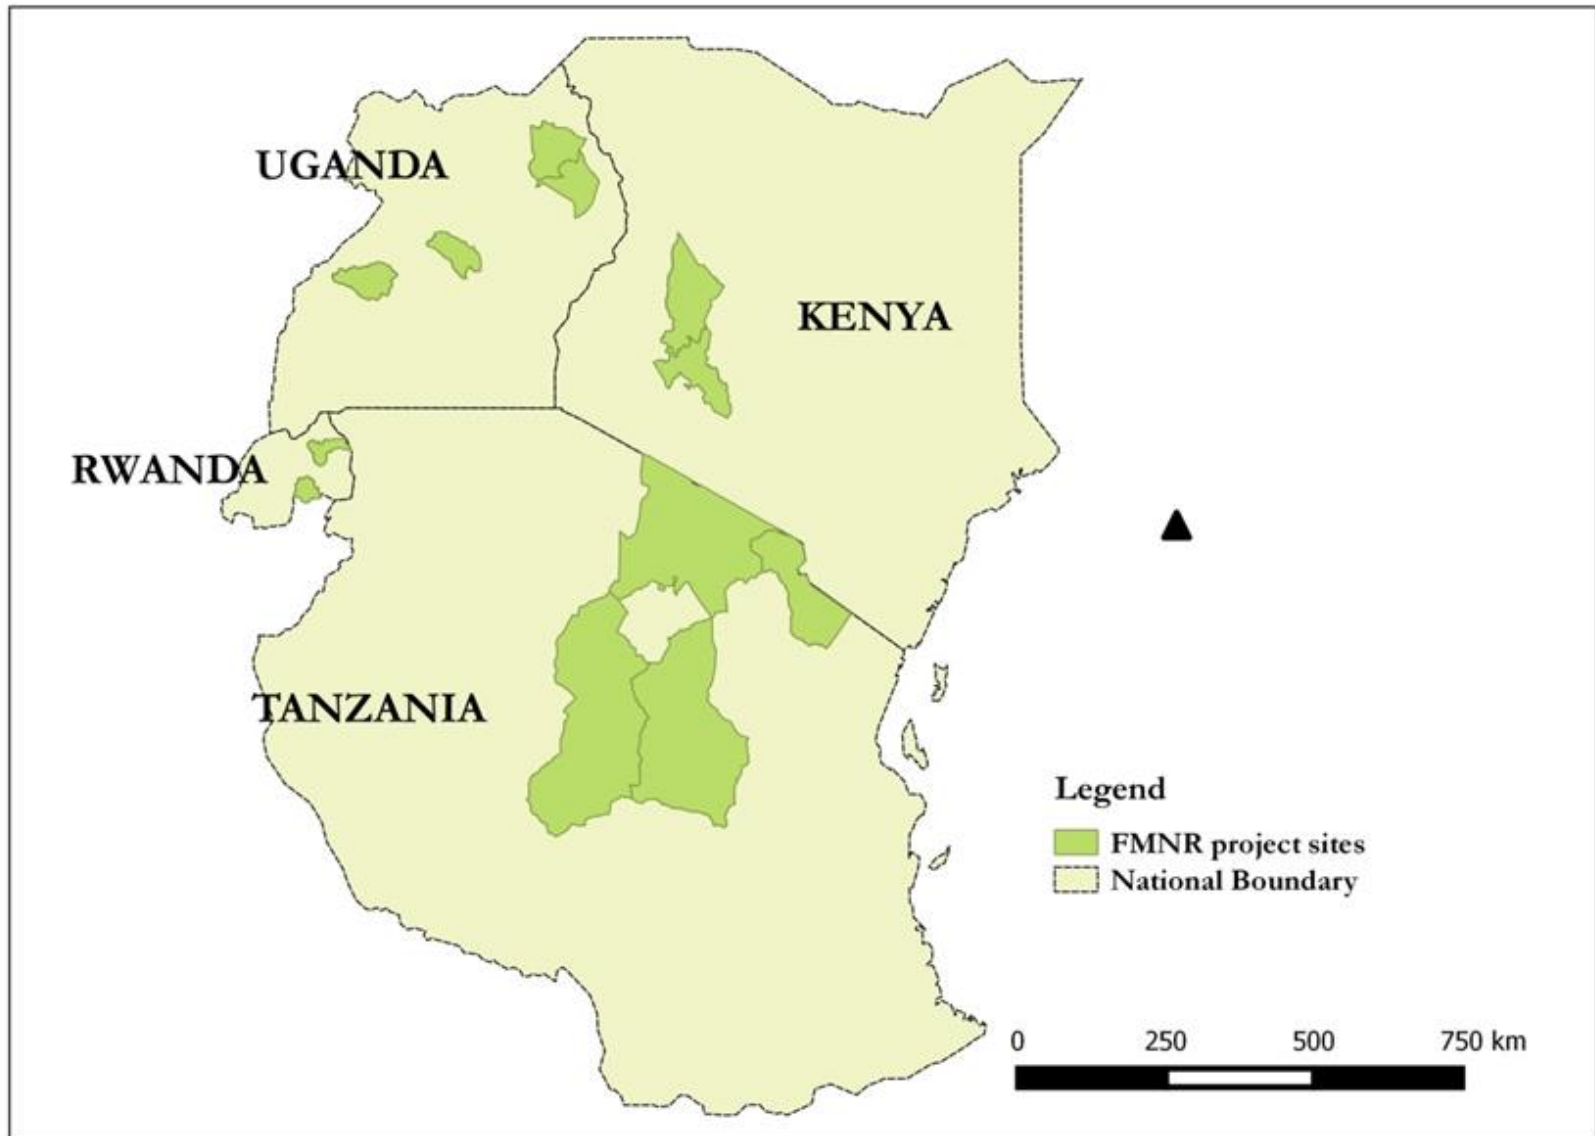 UGANDA
KENYA
RWANDA
TANZANIA
Legend
FMNR project sites
National Boundary
0 250 500 750 km